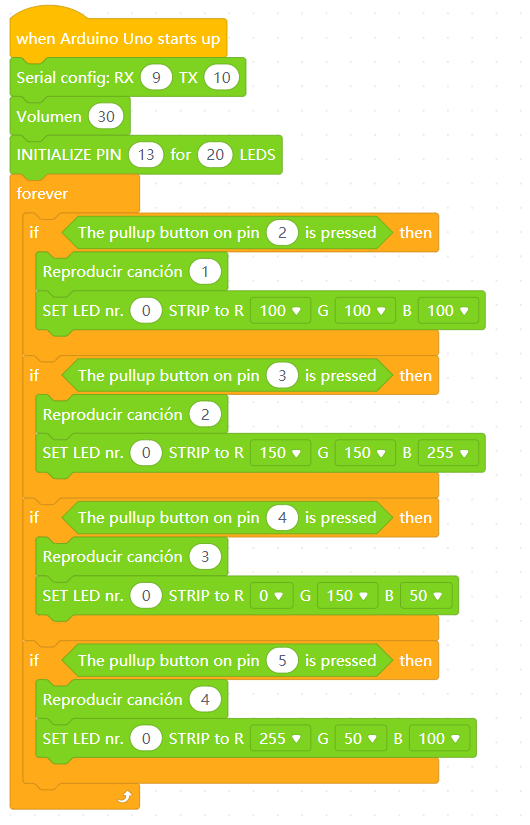 when Arduino Uno starts up
Serial config: RX 9 TX 10
Volumen 30
INITIALIZE PIN 13 for 20 LEDS
forever
if The pullup button on pin 2 is pressed then
Reproducir canción 1
SET LED nr. 0 STRIP to R 100 G 100 B 100
if The pullup button on pin 3 is pressed then
Reproducir canción 2
SET LED nr. 0 STRIP to R 150 G 150 B 255
if The pullup button on pin 4 is pressed then
Reproducir canción 3
SET LED nr. 0 STRIP to R 0 G 150 B 50
if The pullup button on pin 5 is pressed then
Reproducir canción 4
SET LED nr. 0 STRIP to R 255 G 50 B 100